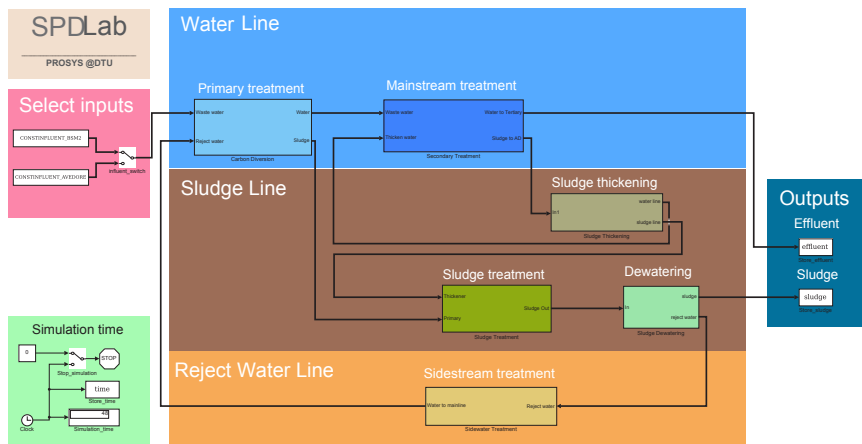 SPDLab
PROSYS @DTU
Select inputs
CONSTINFLUENT_BSM2
CONSTINFLUENT_AVEDORE
influent_switch
Water Line
Primary treatment
Waste water
Water
Reject water
Sludge
Carbon Diversion
Mainstream treatment
Waste water
Water to Tertiery
Thicken water
Sludge to AD
Secondary Treatment
Sludge Line
Sludge thickening
In1
water line
sludge line
Sludge Thickening
Sludge treatment
Thickener
Sludge Out
Primary
Sludge Treatment
Dewatering
In
sludge
reject water
Sludge Dewatering
Outputs
Effluent
effluent
Store_effluent
Sludge
sludge
Store_sludge
Simulation time
0
STOP
Stop_simulation
time
Store_time
48
Clock
Simulation_time
Reject Water Line
Sidestream treatment
Water to mainline
Reject water
Sidewater Treatment